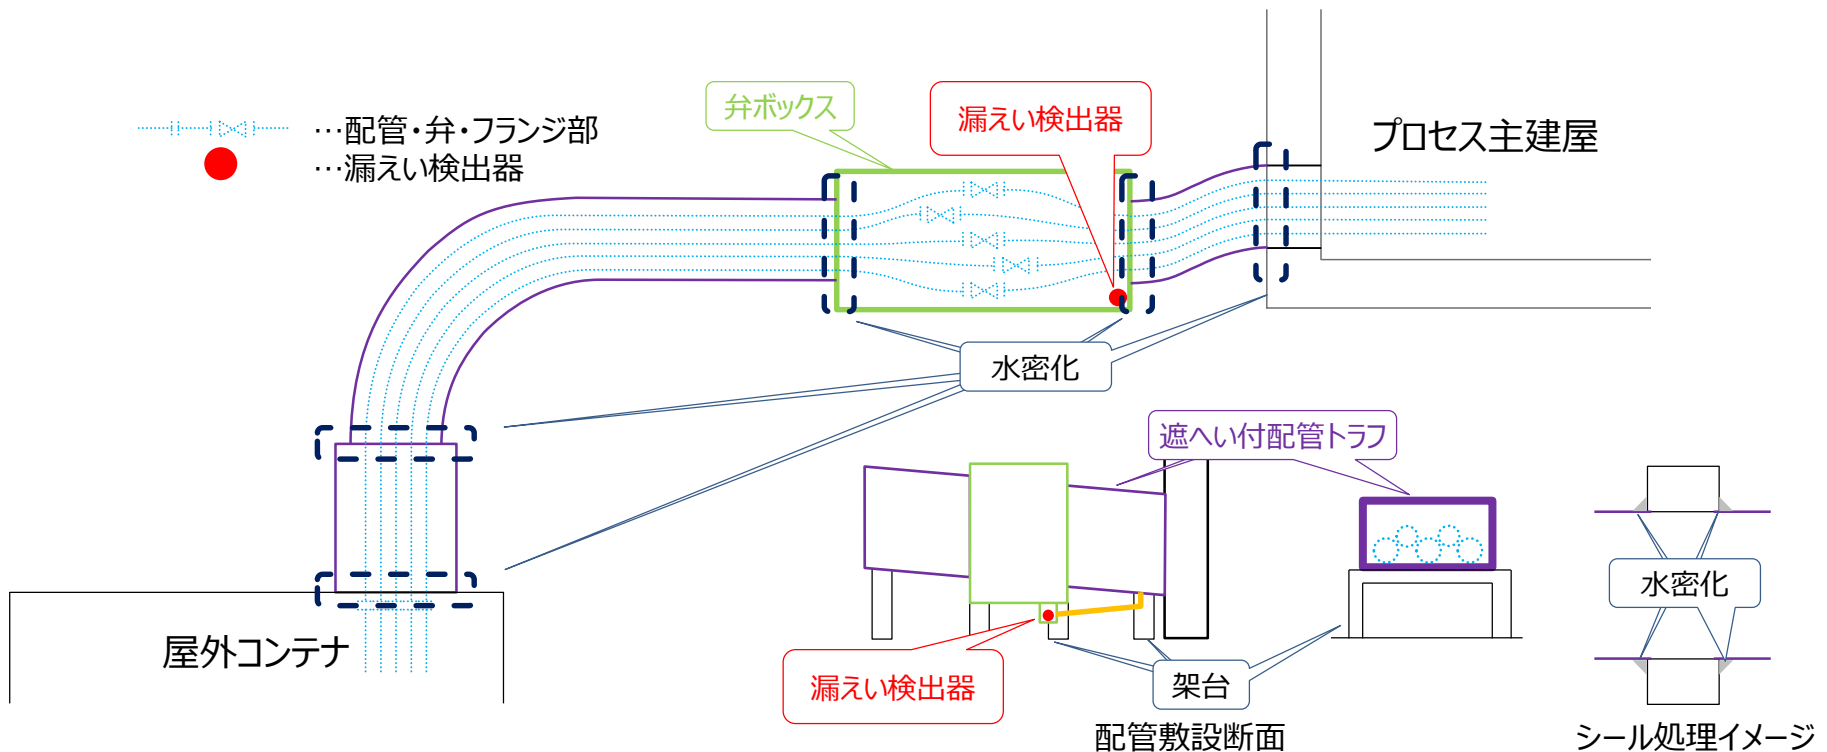 弁ボックス
漏えい検出器
…配管・弁・フランジ部
…漏えい検出器
プロセス主建屋
水密化
遮へい付配管トラフ
水密化
屋外コンテナ
漏えい検出器
架台
配管敷設断面
シール処理イメージ